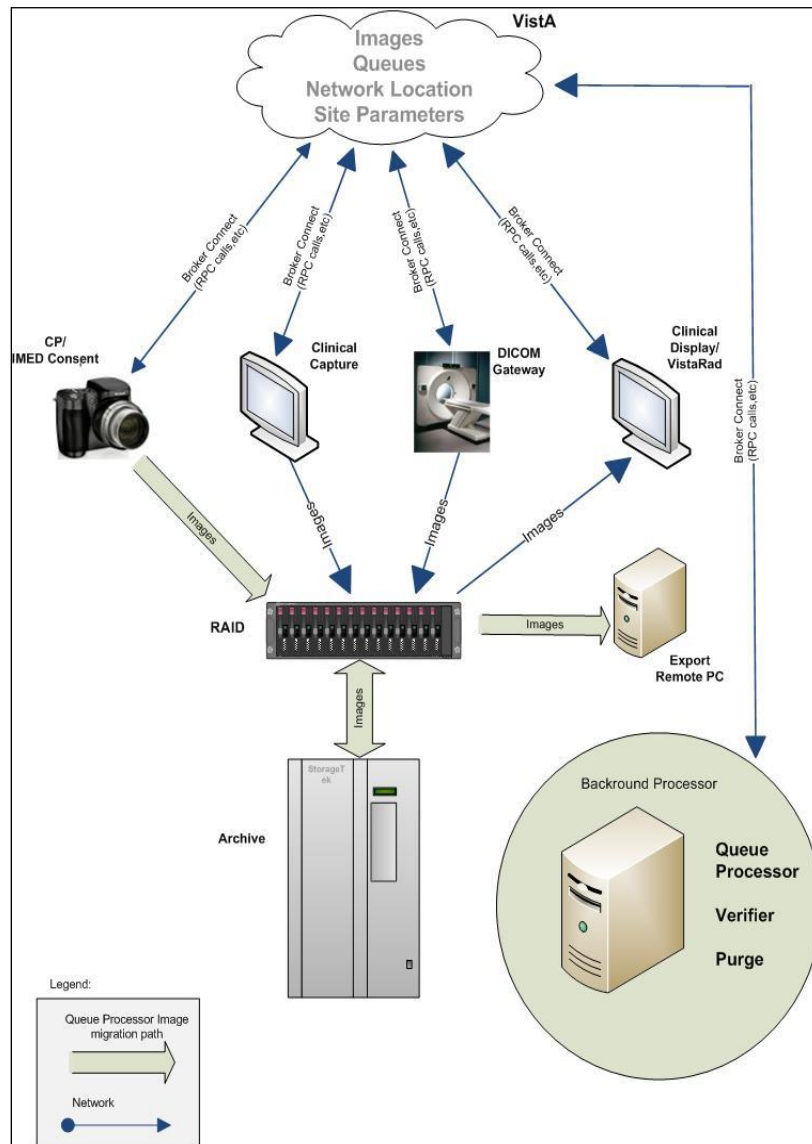 VistA
Images
Queues
Network Location
Site Parameters
Broker Connect
(RPC calls,etc)
Broker Connect
(RPC calls,etc)
Broker Connect
(RPC calls,etc)
Broker Connect
(RPC calls,etc)
Broker Connect
(RPC calls,etc)
CP/
IMED Consent
Clinical
Capture
DICOM
Gateway
Clinical
Display/
VistaRad
Images
Images
Images
Images
RAID
Images
Export
Remote PC
Images
StorageT
ek
Archive
Backround Processor
Queue
Processor
Verifier
Purge
Legend:
Queue Processor Image
migration path
Network